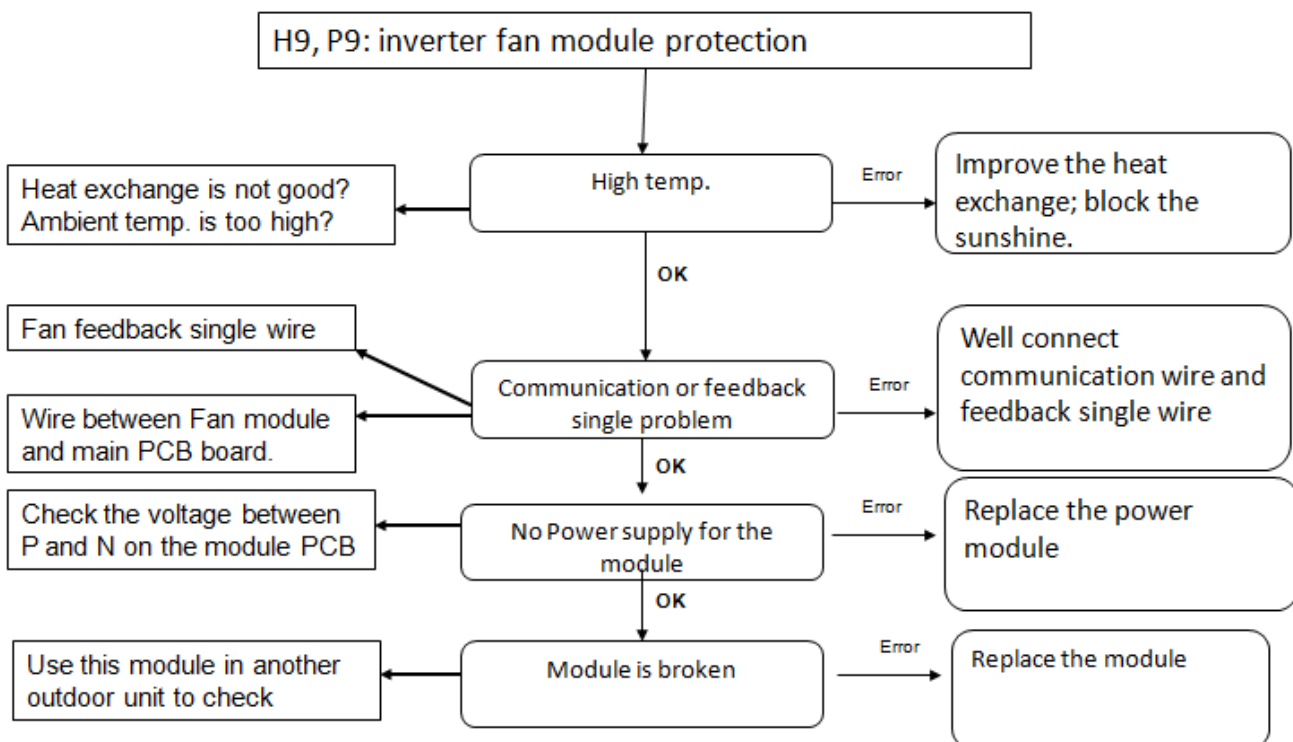 H9, P9: inverter fan module protection
Heat exchange is not good?
Ambient temp. is too high?
High temp.
Error
Improve the heat
exchange; block the
sunshine.
OK
Fan feedback single wire
Wire between Fan module
and main PCB board.
Communication or feedback
single problem
Error
Well connect
communication wire and
feedback single wire
OK
Check the voltage between
P and N on the module PCB
No Power supply for the
module
Error
Replace the power
module
OK
Use this module in another
outdoor unit to check
Module is broken
Error
Replace the module